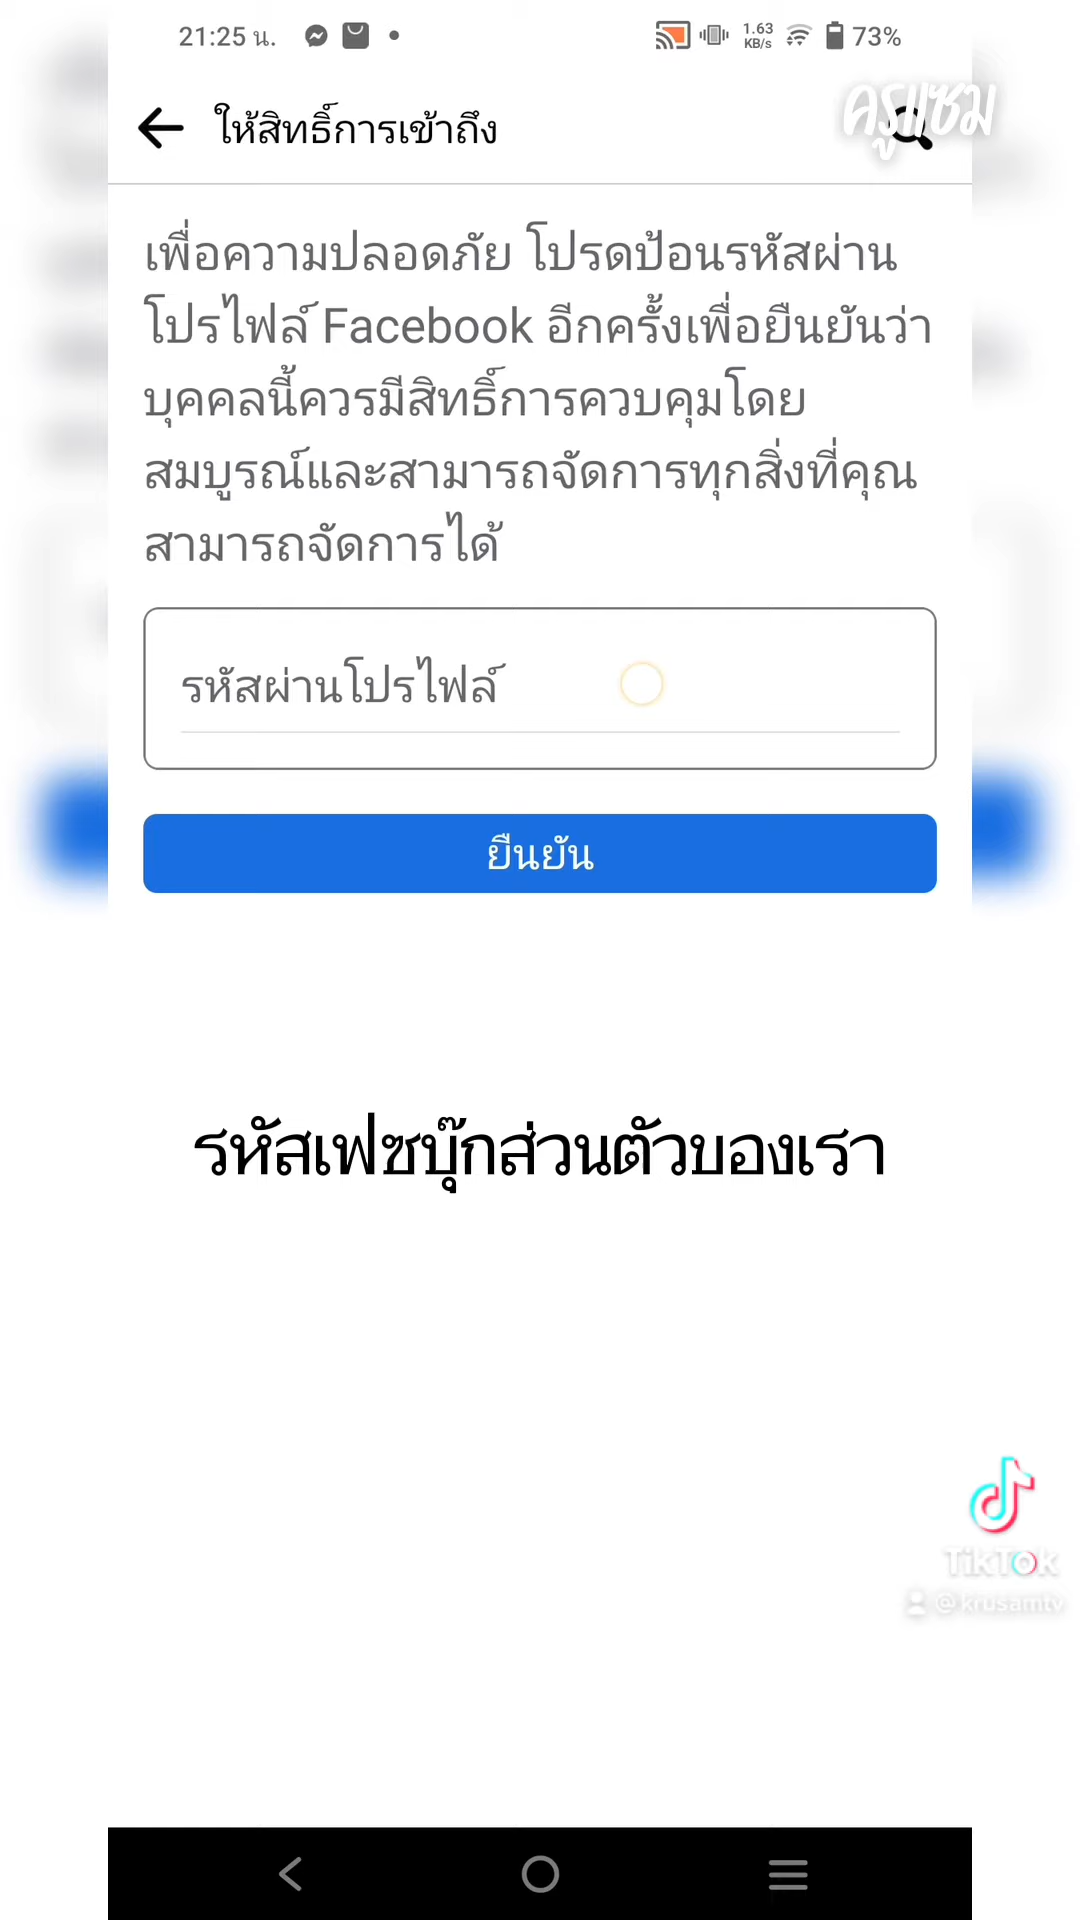 21:25 น.
1.63
KB/s
73%
ครูแซม
ให้สิทธิ์การเข้าถึง
เพื่อความปลอดภัย โปรดป้อนรหัสผ่าน
โปรไฟล์ Facebook อีกครั้งเพื่อยืนยันว่า
บุคคลนี้ควรมีสิทธิ์การควบคุมโดย
สมบูรณ์และสามารถจัดการทุกสิ่งที่คุณ
สามารถจัดการได้
รหัสผ่านโปรไฟล์
ยืนยัน
รหัสเฟซบุ๊กส่วนตัวบองเรา
TikTok
@krusamtv